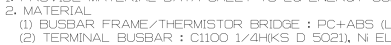 2. MATERIAL
(1) BUSBAR FRAME/THERMISTOR BRIDGE : PC+ABS (L
(2) TERMINAL BUSBAR : C1100 1/4H(KS D 5021), Ni EL